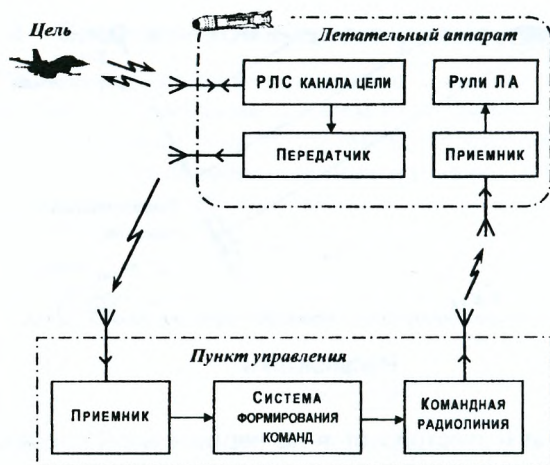 Цель
Летательный аппарат
РЛС КАНАЛА ЦЕЛИ
РУЛИ ЛА
ПЕРЕДАТЧИК
ПРИЕМНИК
Пункт управления
ПРИЕМНИК
СИСТЕМА
ФОРМИРОВАНИЯ
КОМАНД
КОМАНДНАЯ
РАДИОЛИНИЯ